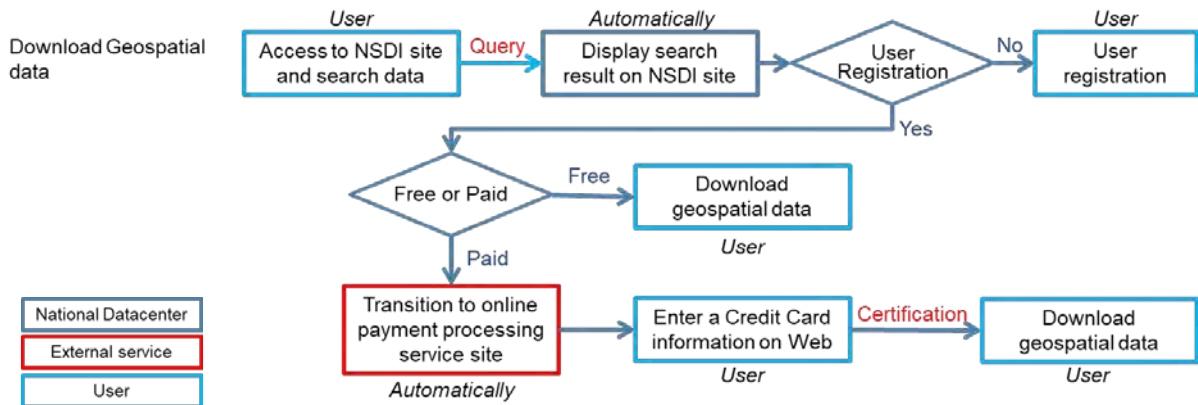 Download Geospatial
data
User
Access to NSDI site
and search data
Query
Automatically
Display search
result on NSDI site
User
Registration
No
User
User
registration
Yes
Free or Paid
Free
Download
geospatial data
User
Paid
Transition to online
payment processing
service site
Automatically
Enter a Credit Card
information on Web
User
Certification
Download
geospatial data
User
National Datacenter
External service
User